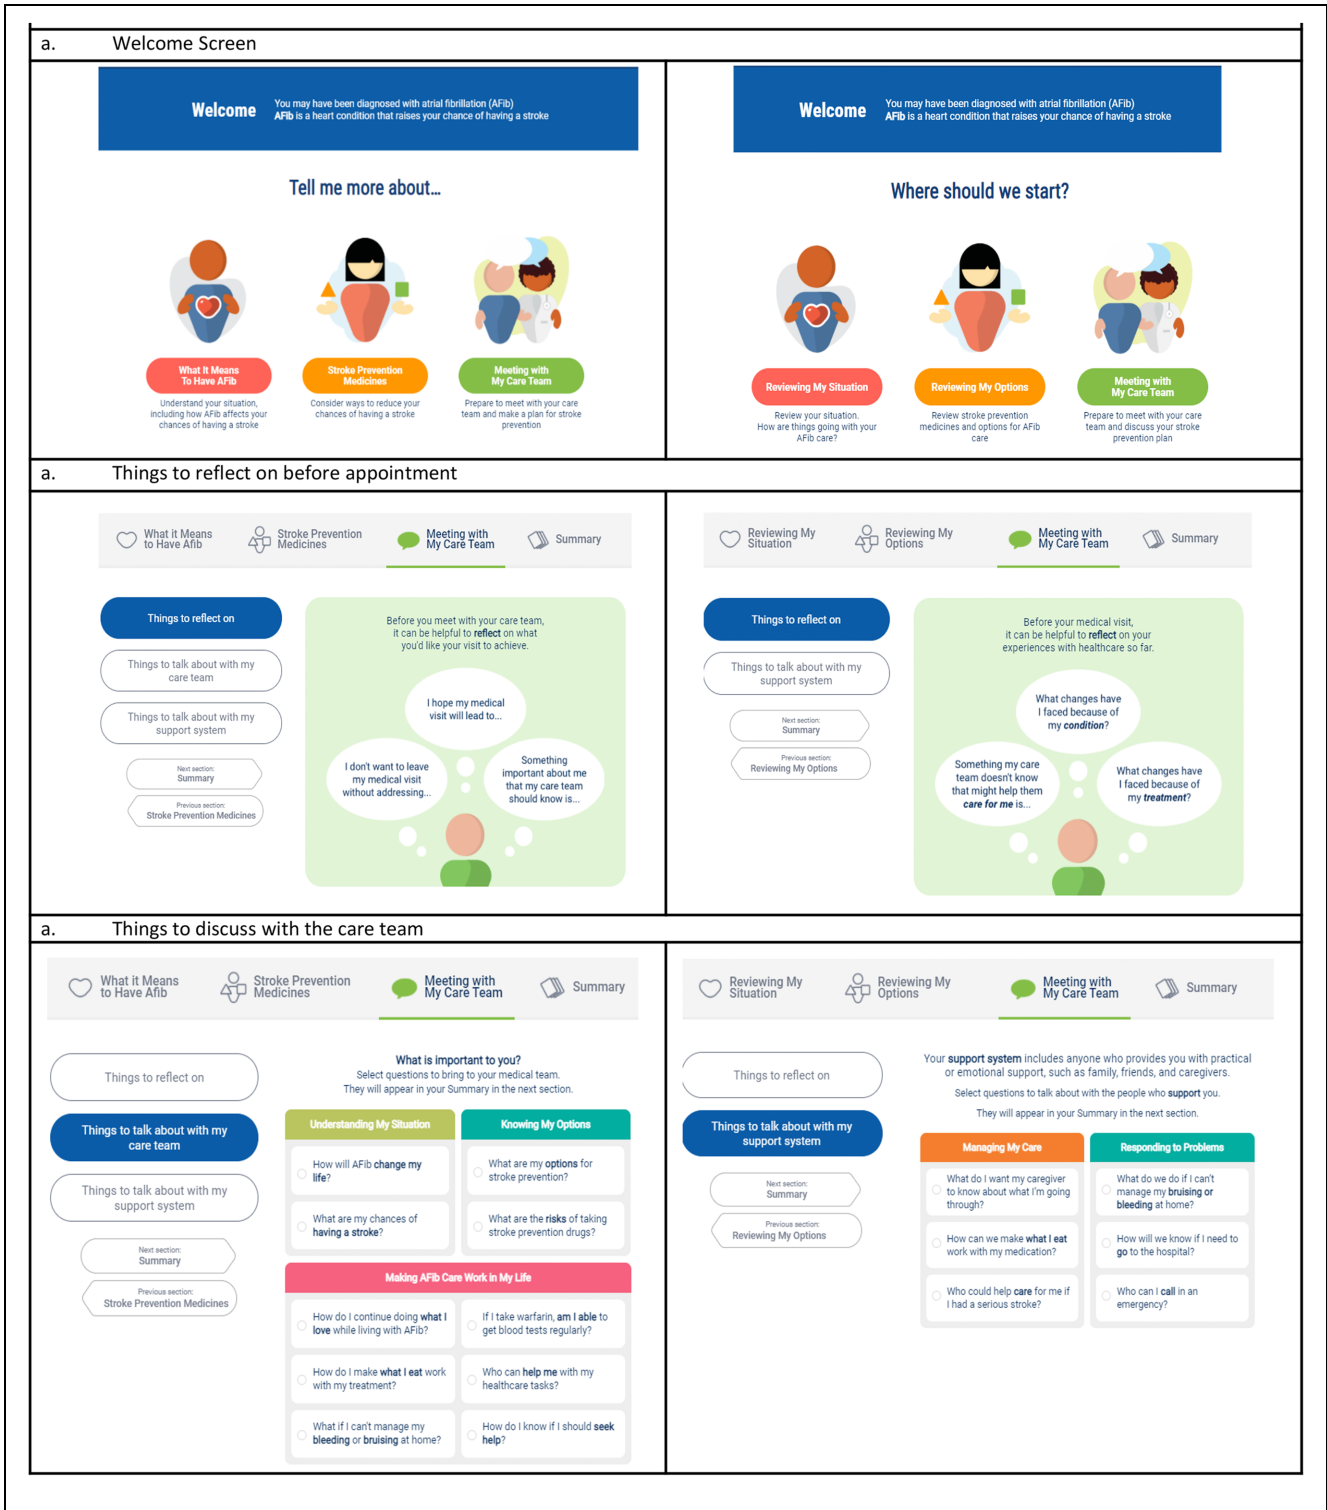 a. Welcome Screen
Welcome
You may have been diagnosed with atrial fibrillation (AFib)
AFib is a heart condition that raises your chance of having a stroke
Tell me more about...
What It Means
To Have AFib
Understand your situation,
including how AFib affects your
chances of having a stroke
Stroke Prevention
Medicines
Consider ways to reduce your
chances of having a stroke
Meeting with
My Care Team
Prepare to meet with your care
team and make a plan for stroke
prevention
Welcome
You may have been diagnosed with atrial fibrillation (AFib)
AFib is a heart condition that raises your chance of having a stroke
Where should we start?
Reviewing My Situation
Review your situation.
How are things going with your
AFib care?
Reviewing My Options
Review stroke prevention
medicines and options for AFib
care
Meeting with
My Care Team
Prepare to meet with your care
team and discuss your stroke
prevention plan
a. Things to reflect on before appointment
What it Means
to Have Afib
Stroke Prevention
Medicines
Meeting with
My Care Team
Summary
Things to reflect on
Things to talk about with my
care team
Things to talk about with my
support system
Next section:
Summary
Previous section:
Stroke Prevention Medicines
Before you meet with your care team,
it can be helpful to reflect on what
you'd like your visit to achieve.
I hope my medical
visit will lead to...
I don't want to leave
my medical visit
without addressing...
Something
important about me
that my care team
should know is...
Reviewing My
Situation
Reviewing My
Options
Meeting with
My Care Team
Summary
Things to reflect on
Things to talk about with my
support system
Next section:
Summary
Previous section:
Reviewing My Options
Before your medical visit,
it can be helpful to reflect on your
experiences with healthcare so far.
What changes have
I faced because of
my condition?
Something my care
team doesn't know
that might help them
care for me is...
What changes have
I faced because of
my treatment?
a. Things to discuss with the care team
What it Means
to Have Afib
Stroke Prevention
Medicines
Meeting with
My Care Team
Summary
Things to reflect on
Things to talk about with my
care team
Things to talk about with my
support system
Next section:
Summary
Previous section:
Stroke Prevention Medicines
What is important to you?
Select questions to bring to your medical team.
They will appear in your Summary in the next section.
Understanding My Situation
How will AFib change my
life?
What are my chances of
having a stroke?
Knowing My Options
What are my options for
stroke prevention?
What are the risks of taking
stroke prevention drugs?
Making AFib Care Work in My Life
How do I continue doing what I
love while living with AFib?
If I take warfarin, am I able to
get blood tests regularly?
How do I make what I eat work
with my treatment?
Who can help me with my
healthcare tasks?
What if I can't manage my
bleeding or bruising at home?
How do I know if I should seek
help?
Reviewing My
Situation
Reviewing My
Options
Meeting with
My Care Team
Summary
Things to reflect on
Things to talk about with my
support system
Next section:
Summary
Previous section:
Reviewing My Options
Your support system includes anyone who provides you with practical
or emotional support, such as family, friends, and caregivers.
Select questions to talk about with the people who support you.
They will appear in your Summary in the next section.
Managing My Care
What do I want my caregiver
to know about what I'm going
through?
How can we make what I eat
work with my medication?
Who could help care for me if
I had a serious stroke?
Responding to Problems
What do we do if I can't
manage my bruising or
bleeding at home?
How will we know if I need to
go to the hospital?
Who can I call in an
emergency?